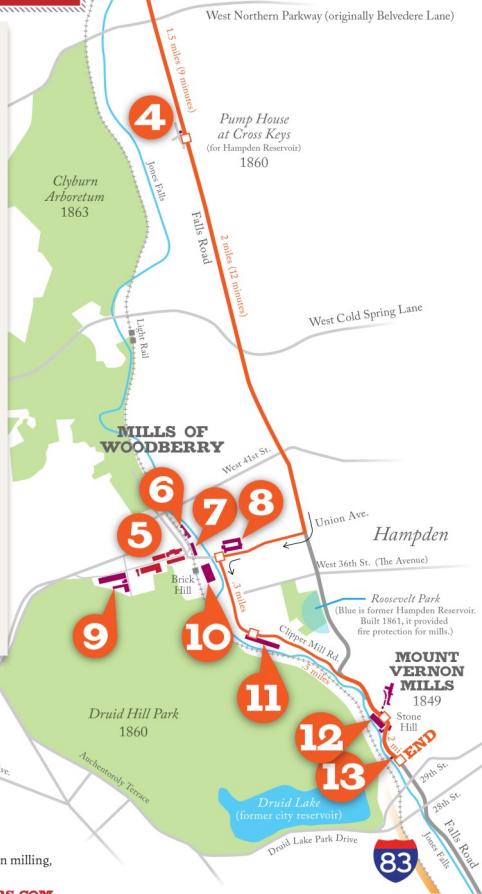 West Northern Parkway (originally Belvedere Lane)
1.5 miles (9 minutes)
4
Pump House
at Cross Keys
(for Hampden Reservoir)
1860
Jones Falls
Clyburn
Arboretum
1863
Falls Road
2 miles (12 minutes)
West Cold Spring Lane
Light Rail
MILLS OF
WOODBERRY
West 41st St.
6
7
8
5
Union Ave.
Hampden
West 36th St. (The Avenue)
Brick
Hill
.3 miles
9
10
Roosevelt Park
(Blue is former Hampden Reservoir.
Built 1861, it provided
fire protection for mills.)
Clipper Mill Rd.
.5 miles
11
MOUNT
VERNON
MILLS
1849
Druid Hill Park
1860
12
Stone
Hill
END
13
29th St.
28th St.
Auchentoroly Terrace
ve.
Druid Lake
(former city reservoir)
Druid Lake Park Drive
Jones Falls
Falls Road
83
n milling,
RS.COM